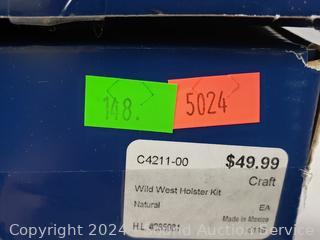 148.
5024
C4211-00
$49.99
Craft
Wild West Holster Kit
Natural
EA
Made in Mexico
H.L.
© 2024
Auction Service